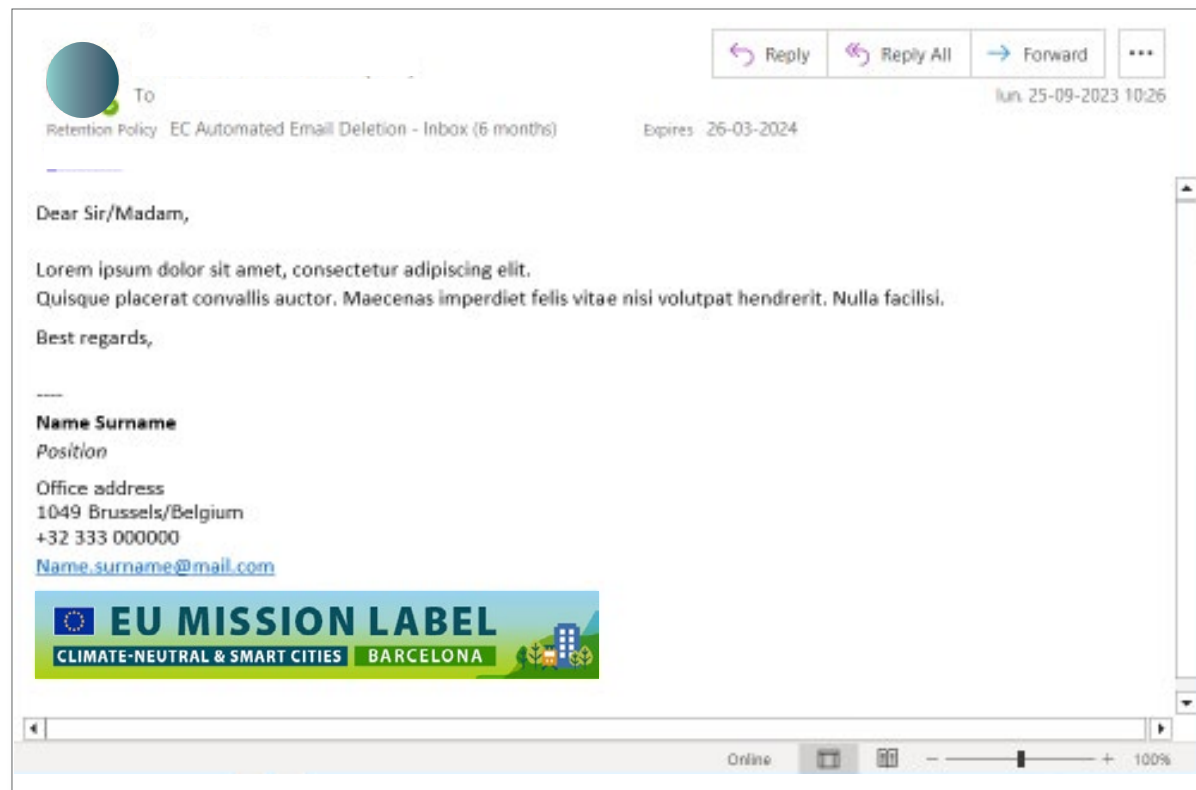 Reply Reply All Forward
To
lun. 25-09-2023 10:26
Retention Policy EC Automated Email Deletion - Inbox (6 months) Expires 26-03-2024
Dear Sir/Madam,
Lorem ipsum dolor sit amet, consectetur adipiscing elit.
Quisque placerat convallis auctor. Maecenas imperdiet felis vitae nisi volutpat hendrerit. Nulla facilisi.
Best regards,
----
Name Surname
Position
Office address
1049 Brussels/Belgium
+32 333 000000
Name.surname@mail.com
EU MISSION LABEL
CLIMATE-NEUTRAL & SMART CITIES BARCELONA
Online 100%